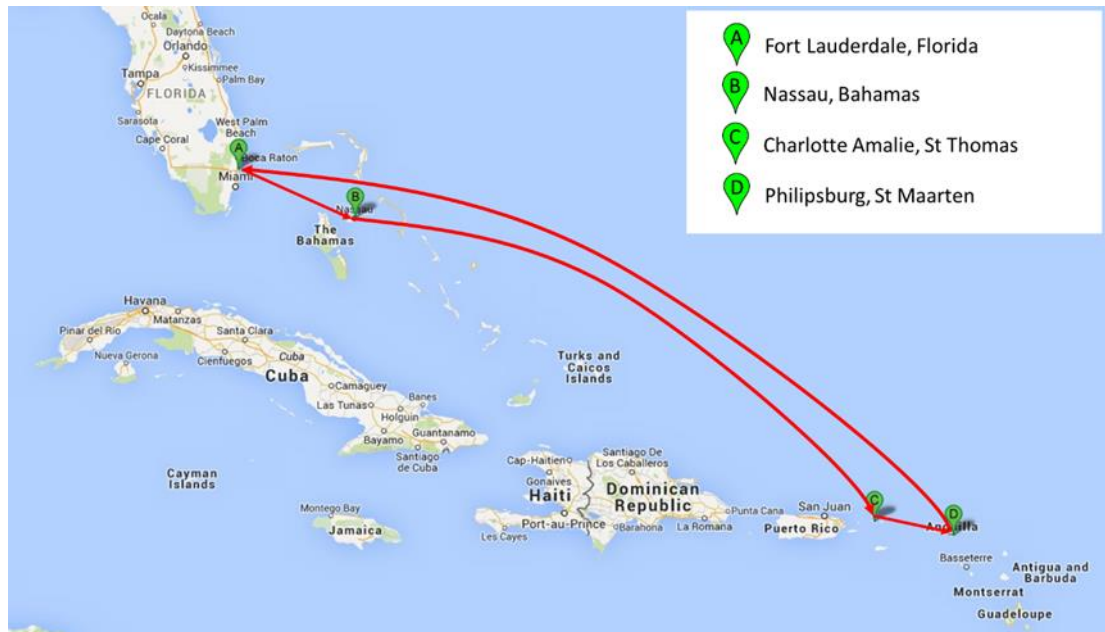 A Fort Lauderdale, Florida
B Nassau, Bahamas
C Charlotte Amalie, St Thomas
D Philipsburg, St Maarten
Ocala
Daytona Beach
Orlando
Kissimmee
Tampa
Palm Bay
FLORIDA
Sarasota
West Palm
Beach
Cape Coral
A
Boca Raton
Miami
B
Nassau
The
Bahamas
Havana
Matanzas
Pinar del Río
Santa Clara
Nueva Gerona
Cienfuegos
Cuba
Cuba
Camaguey
Las Tunas
Banes
Holguin
Bayamo
Guantanamo
Santiago
de Cuba
Turks and
Caicos
Islands
Cayman
Islands
Montego Bay
Jamaica
Cap-Haitien
Gonaives
Haiti
Port-au-Prince
Les Cayes
Santiago De
Los Caballeros
Dominican
Republic
Barahona
La Romana
Punta Cana
San Juan
Puerto Rico
C
D
Basseterre
Antigua and
Barbuda
Montserrat
Guadeloupe